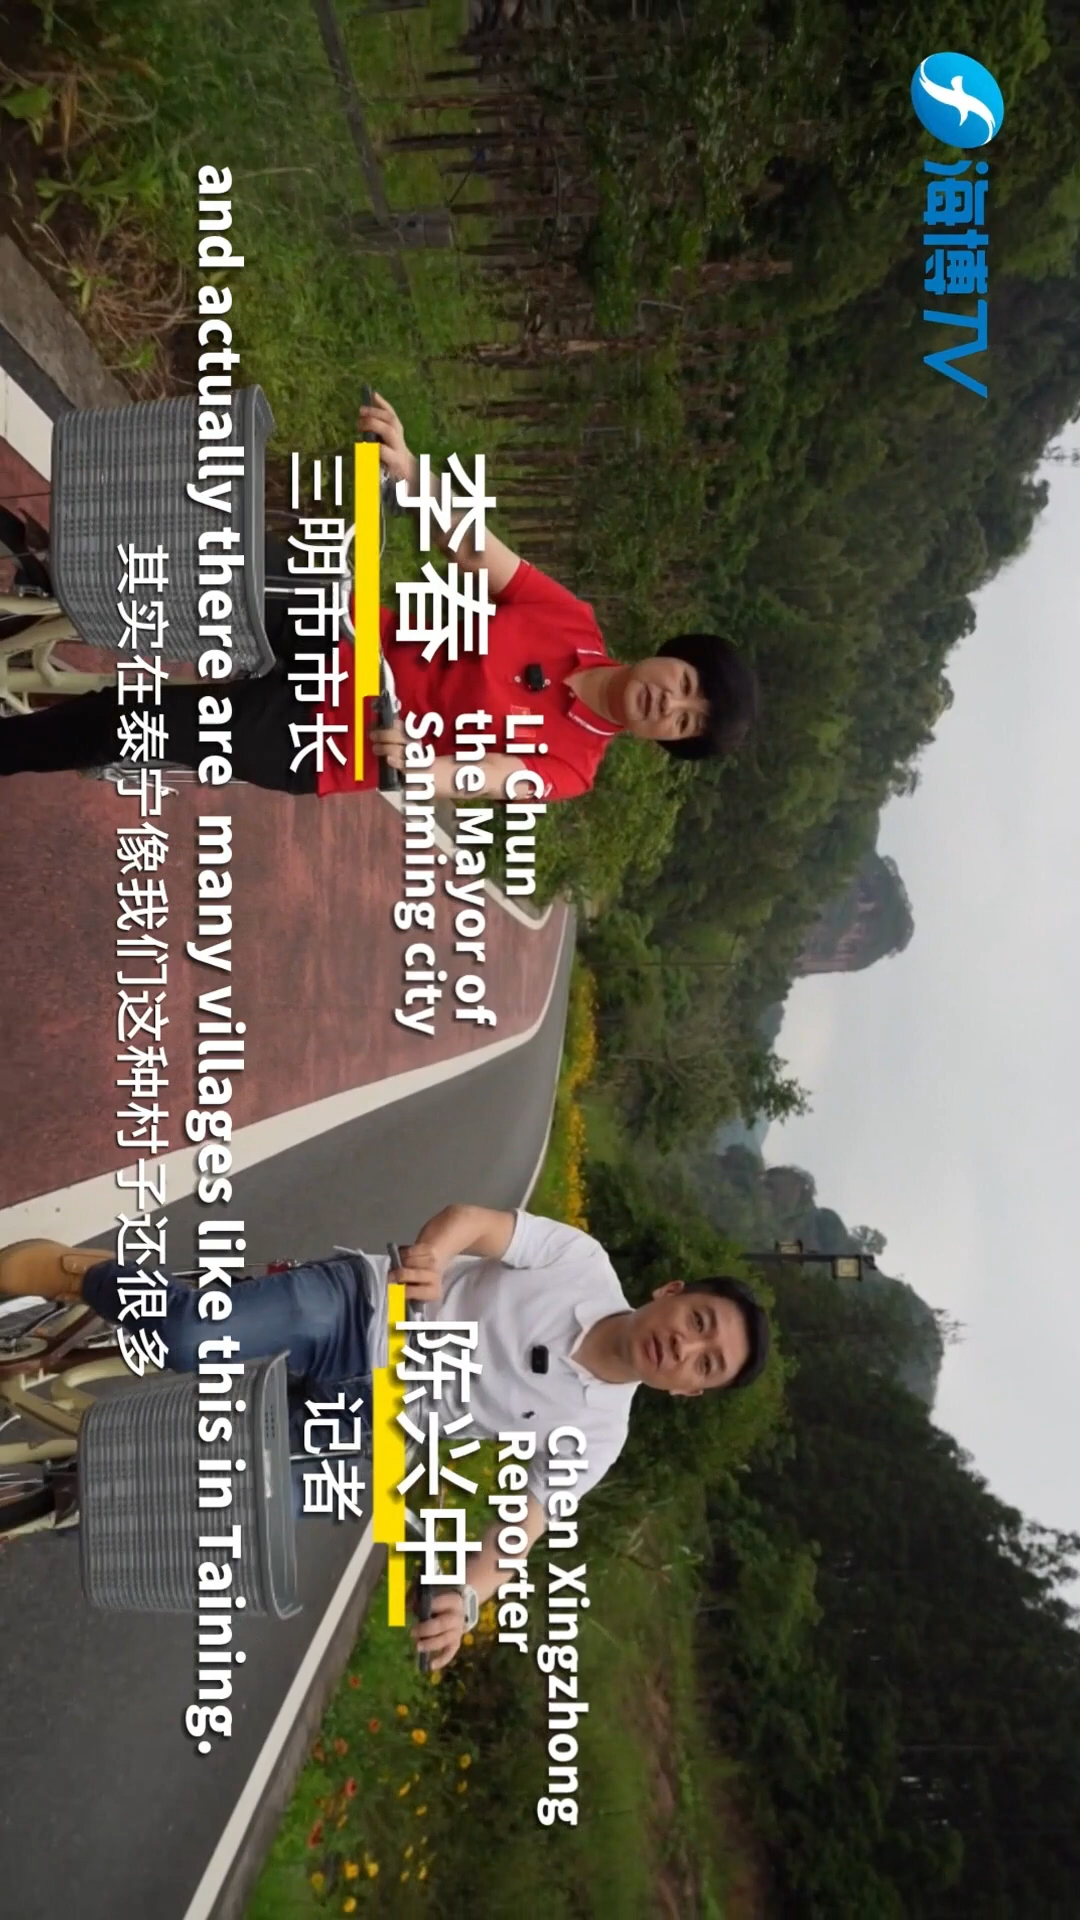 海博TV
李春
三明市市长
Li Chun
the Mayor of
Sanming city
陈兴中
记者
Chen Xingzhong
Reporter
and actually there are many villages like this in Taining.
其实在泰宁像我们这种村子还很多